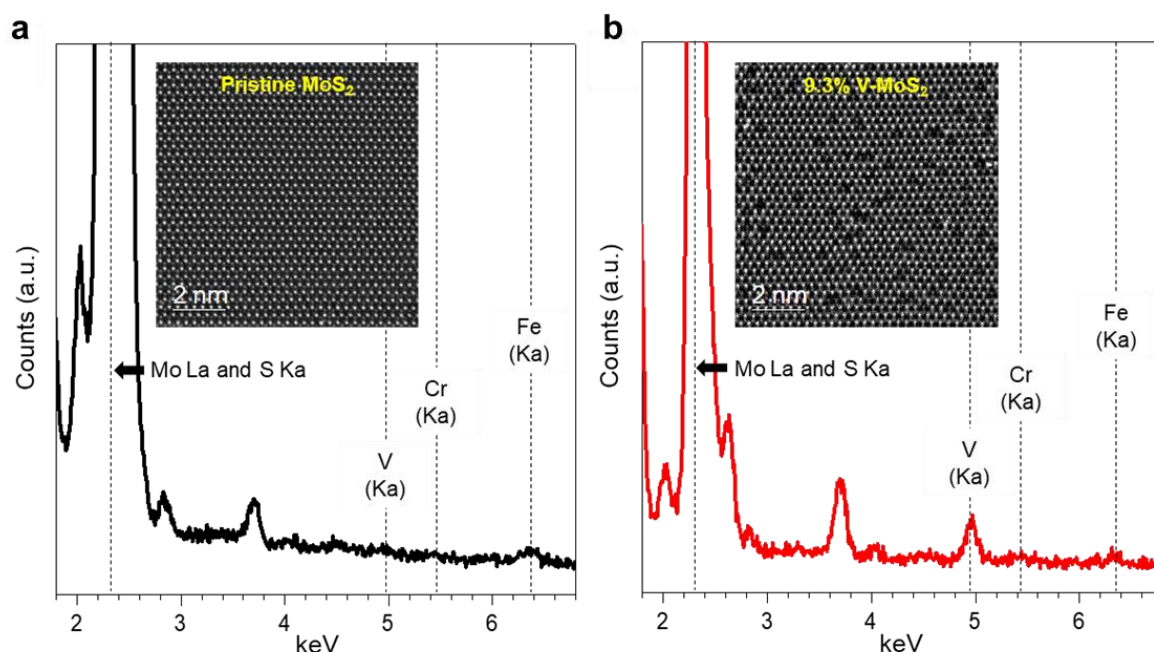 a
Counts (a.u.)
Pristine MoS₂
2 nm
Mo La and S Ka
V
(Ka)
Cr
(Ka)
Fe
(Ka)
2
3
4
5
6
keV
b
Counts (a.u.)
9.3% V-MoS₂
2 nm
Mo La and S Ka
V
(Ka)
Cr
(Ka)
Fe
(Ka)
2
3
4
5
6
keV